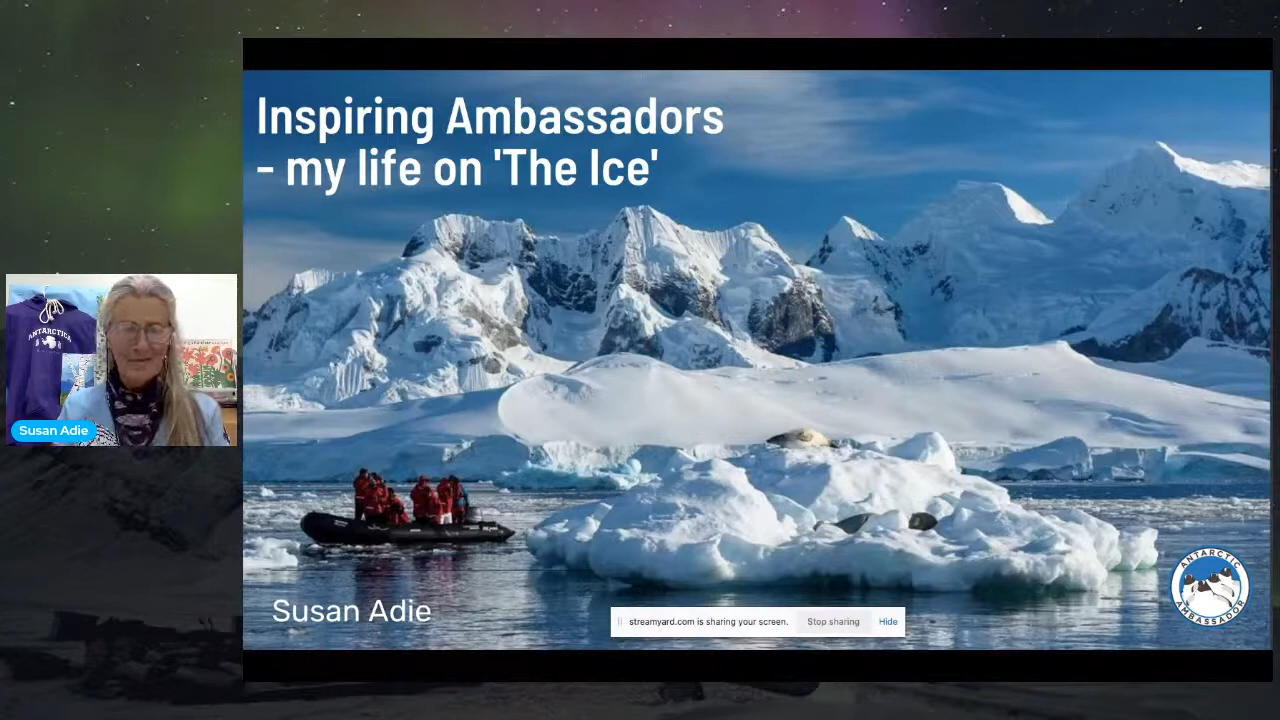 Inspiring Ambassadors
- my life on 'The Ice'
ANTARCTICA
Susan Adie
Susan Adie
streamyard.com is sharing your screen.
Stop sharing
Hide
ANTARCTIC
AMBASSADOR